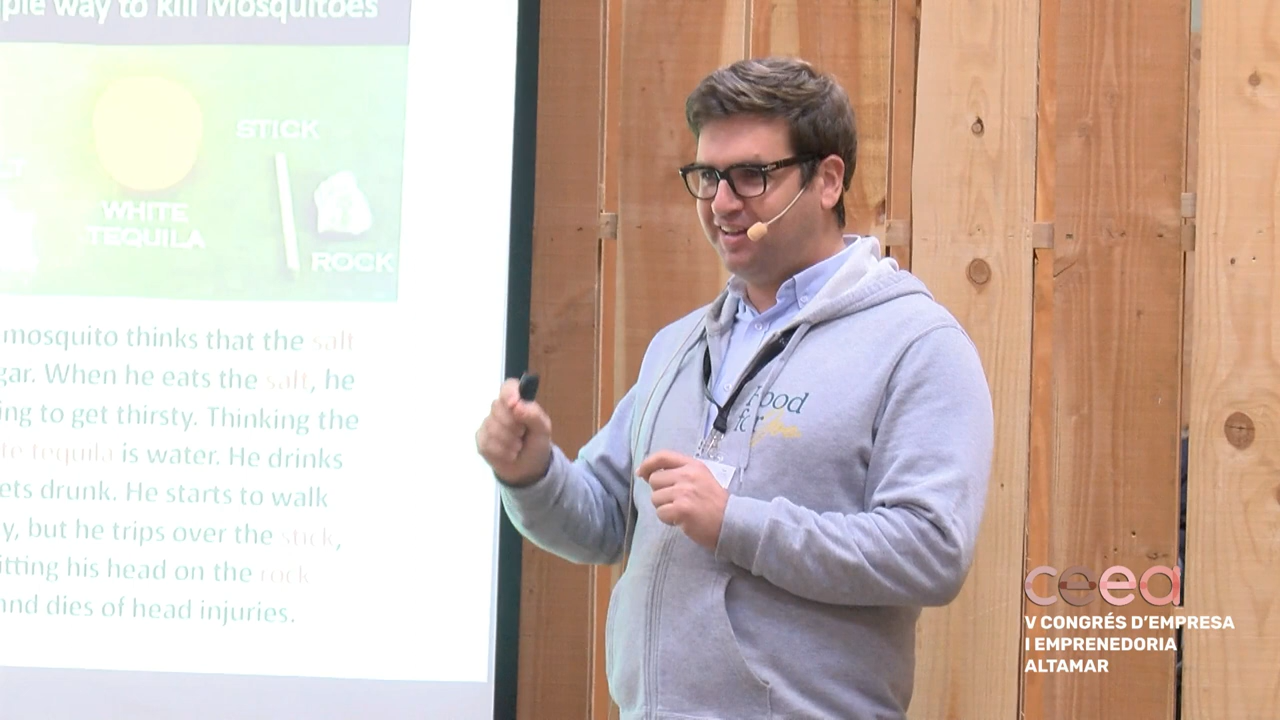 ple way to kill Mosquitoes
STICK
WHITE
TEQUILA
ROCK
mosquito thinks that the salt
gar. When he eats the salt, he
ing to get thirsty. Thinking the
te tequila is water. He drinks
ets drunk. He starts to walk
y, but he trips over the stick,
itting his head on the rock
and dies of head injuries.
Food
for you
ceea
V CONGRÉS D'EMPRESA
I EMPRENEDORIA
ALTAMAR